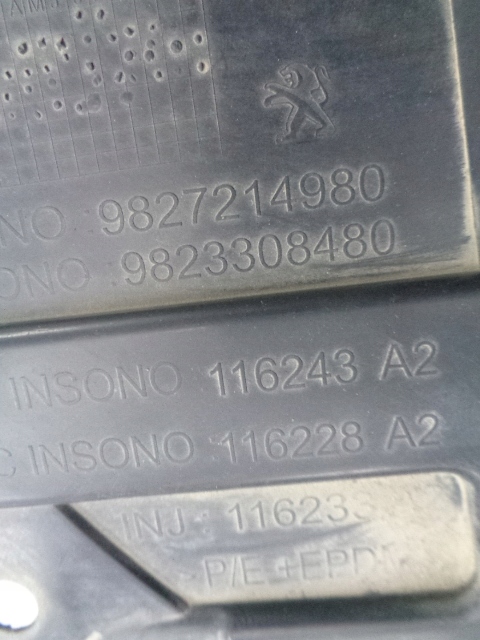 NO :9827214980
ONO :9823308480
INSONO 116243 A2
C INSONO 116228 A2
INJ : 11623
P/E+EPD